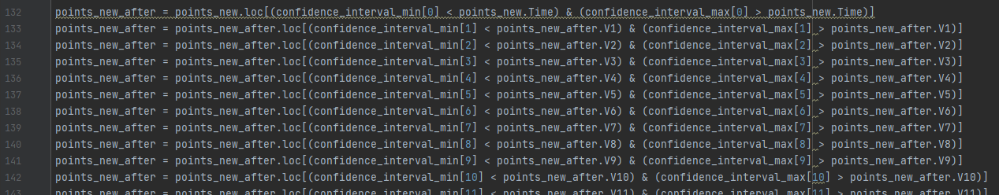 132 points_new_after = points_new.loc[(confidence_interval_min[0] < points_new.Time) & (confidence_interval_max[0] > points_new.Time)]
133 points_new_after = points_new_after.loc[(confidence_interval_min[1] < points_new_after.V1) & (confidence_interval_max[1] > points_new_after.V1)]
134 points_new_after = points_new_after.loc[(confidence_interval_min[2] < points_new_after.V2) & (confidence_interval_max[2] > points_new_after.V2)]
135 points_new_after = points_new_after.loc[(confidence_interval_min[3] < points_new_after.V3) & (confidence_interval_max[3] > points_new_after.V3)]
136 points_new_after = points_new_after.loc[(confidence_interval_min[4] < points_new_after.V4) & (confidence_interval_max[4] > points_new_after.V4)]
137 points_new_after = points_new_after.loc[(confidence_interval_min[5] < points_new_after.V5) & (confidence_interval_max[5] > points_new_after.V5)]
138 points_new_after = points_new_after.loc[(confidence_interval_min[6] < points_new_after.V6) & (confidence_interval_max[6] > points_new_after.V6)]
139 points_new_after = points_new_after.loc[(confidence_interval_min[7] < points_new_after.V7) & (confidence_interval_max[7] > points_new_after.V7)]
140 points_new_after = points_new_after.loc[(confidence_interval_min[8] < points_new_after.V8) & (confidence_interval_max[8] > points_new_after.V8)]
141 points_new_after = points_new_after.loc[(confidence_interval_min[9] < points_new_after.V9) & (confidence_interval_max[9] > points_new_after.V9)]
142 points_new_after = points_new_after.loc[(confidence_interval_min[10] < points_new_after.V10) & (confidence_interval_max[10] > points_new_after.V10)]
143 points_new_after = points_new_after.loc[(confidence_interval_min[11] < points_new_after.V11) & (confidence_interval_max[11] > points_new_after.V11)]